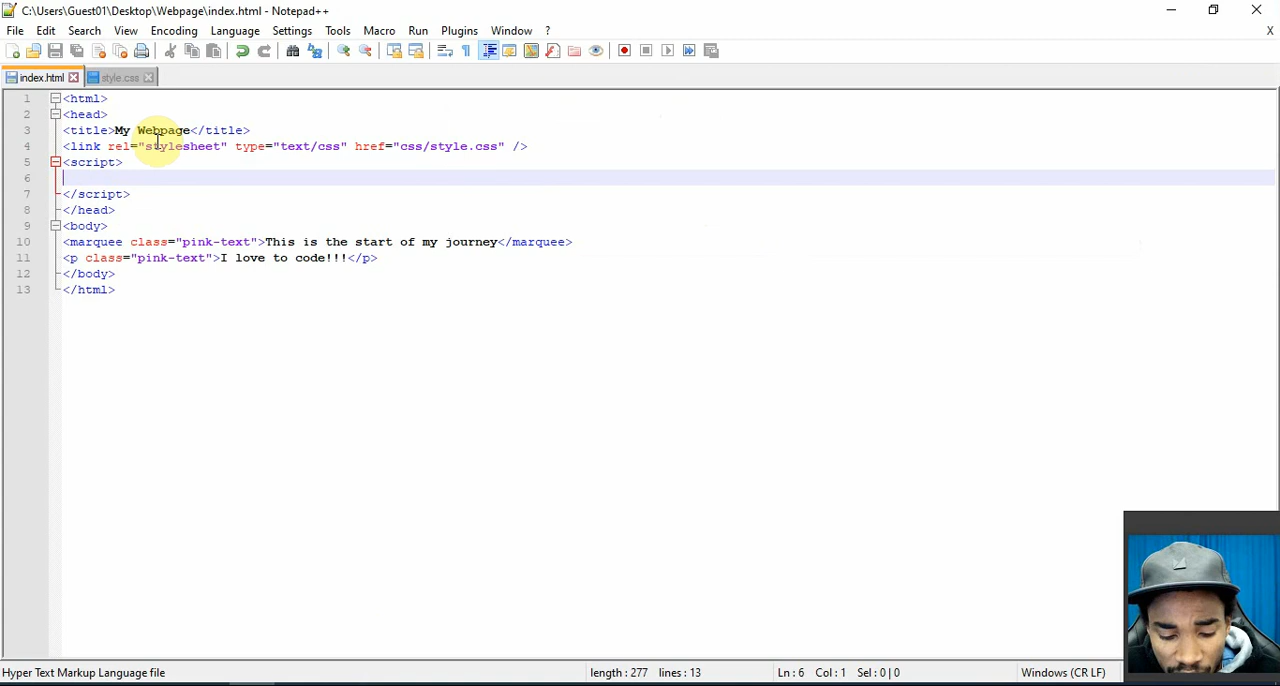 C:\Users\Guest01\Desktop\Webpage\index.html - Notepad++
File Edit Search View Encoding Language Settings Tools Macro Run Plugins Window ? X
index.html style.css
1 <html>
2 <head>
3 <title>My Webpage</title>
4 <link rel="stylesheet" type="text/css" href="css/style.css" />
5 <script>
6
7 </script>
8 </head>
9 <body>
10 <marquee class="pink-text">This is the start of my journey</marquee>
11 <p class="pink-text">I love to code!!!</p>
12 </body>
13 </html>
Hyper Text Markup Language file length : 277 lines : 13 Ln : 6 Col : 1 Sel : 0 | 0 Windows (CR LF)